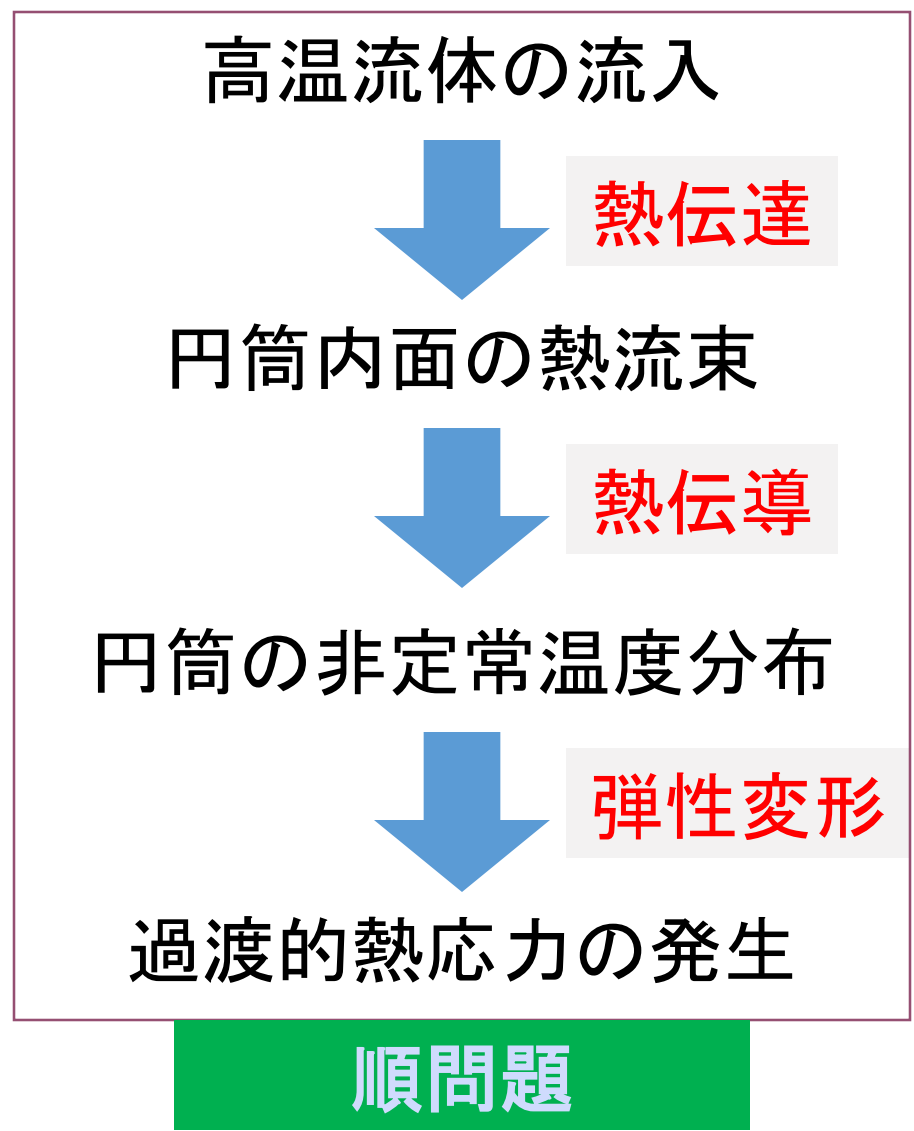 高温流体の流入
熱伝達
円筒内面の熱流束
熱伝導
円筒の非定常温度分布
弾性変形
過渡的熱応力の発生
順問題